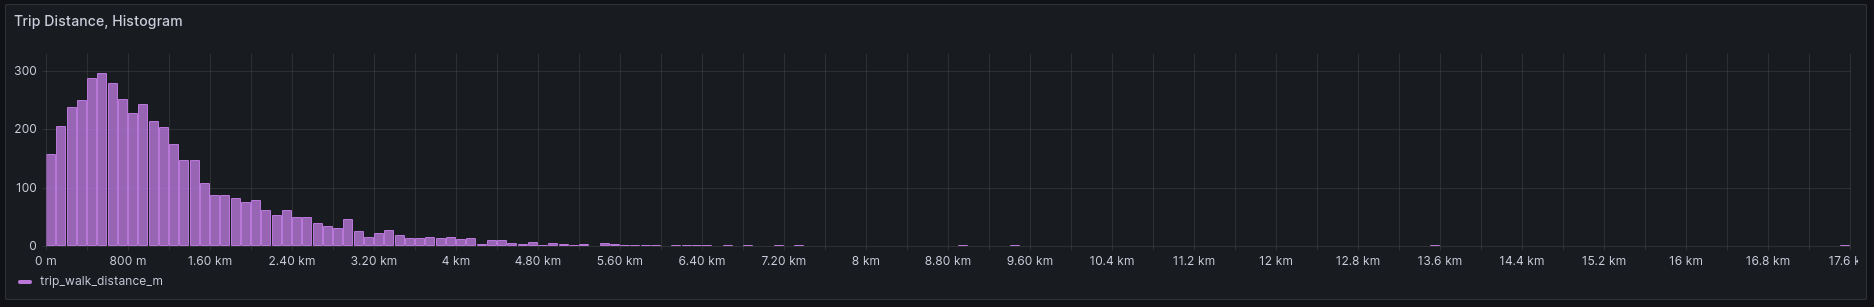 Trip Distance, Histogram
300
200
100
0
0 m 800 m 1.60 km 2.40 km 3.20 km 4 km 4.80 km 5.60 km 6.40 km 7.20 km 8 km 8.80 km 9.60 km 10.4 km 11.2 km 12 km 12.8 km 13.6 km 14.4 km 15.2 km 16 km 16.8 km 17.6 k
trip_walk_distance_m